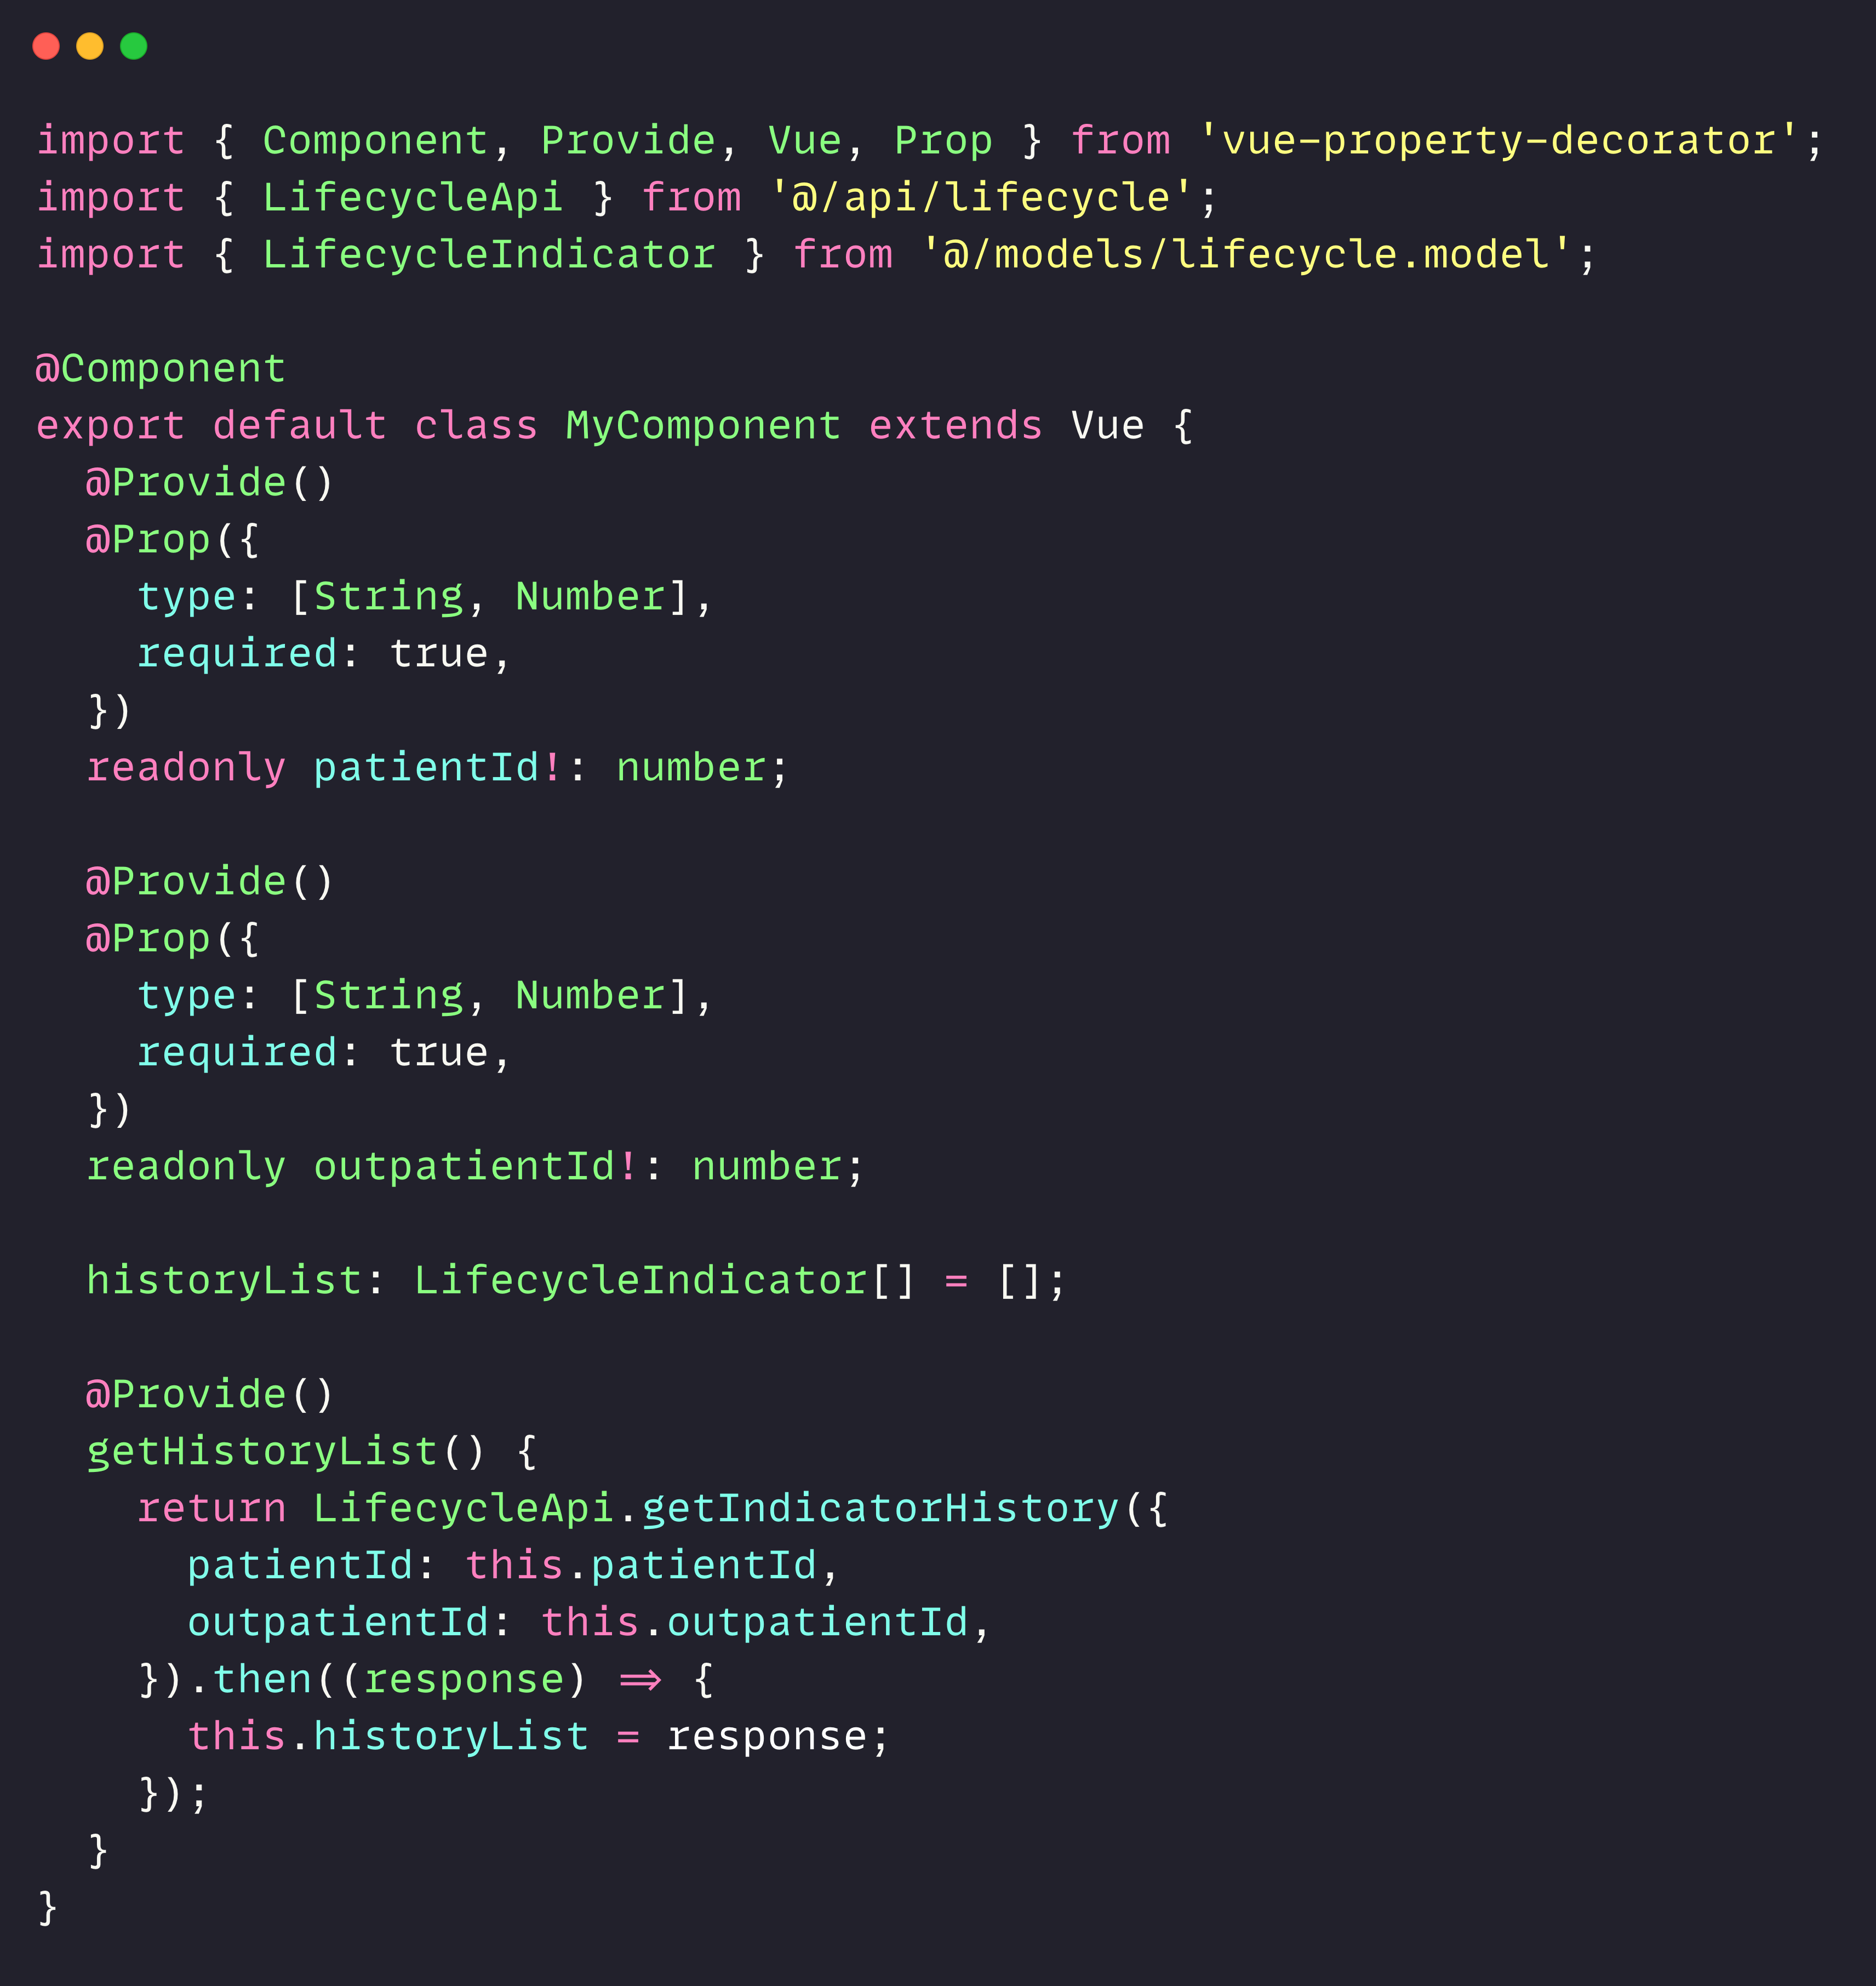 import { Component, Provide, Vue, Prop } from 'vue-property-decorator';
import { LifecycleApi } from '@/api/lifecycle';
import { LifecycleIndicator } from '@/models/lifecycle.model';

@Component
export default class MyComponent extends Vue {
  @Provide()
  @Prop({
    type: [String, Number],
    required: true,
  })
  readonly patientId!: number;

  @Provide()
  @Prop({
    type: [String, Number],
    required: true,
  })
  readonly outpatientId!: number;

  historyList: LifecycleIndicator[] = [];

  @Provide()
  getHistoryList() {
    return LifecycleApi.getIndicatorHistory({
      patientId: this.patientId,
      outpatientId: this.outpatientId,
    }).then((response) => {
      this.historyList = response;
    });
  }
}